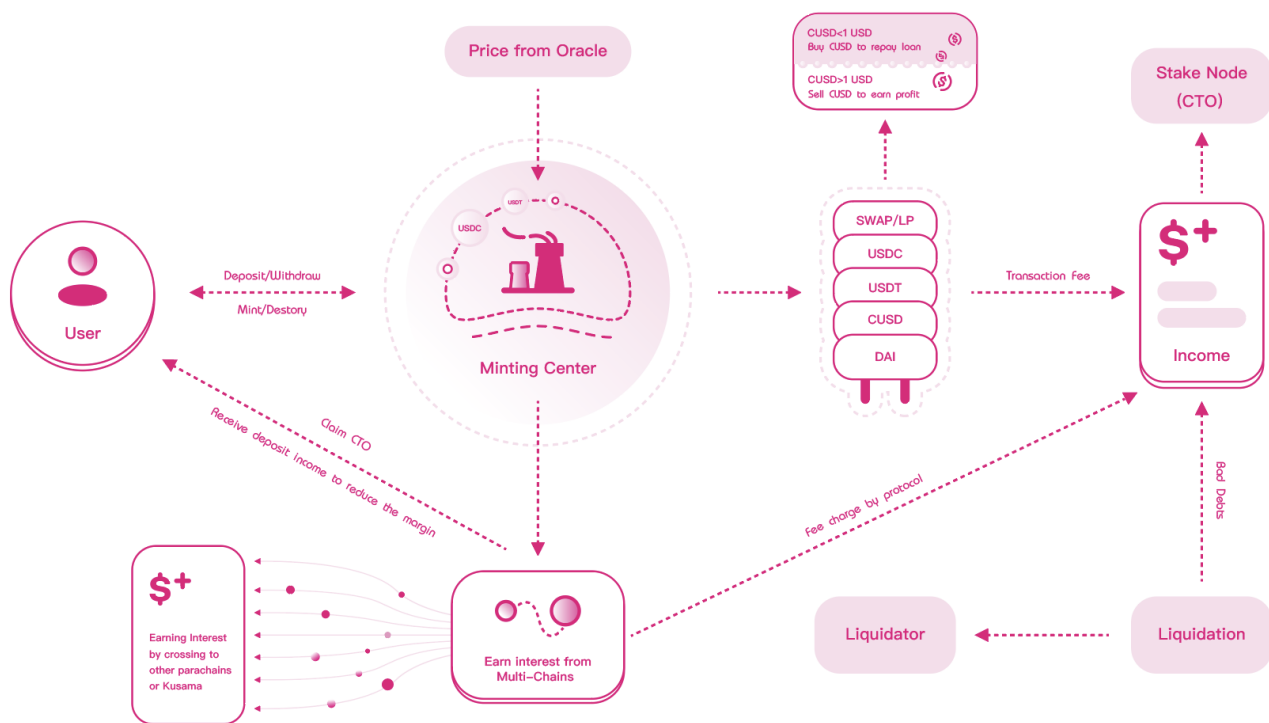 Price from Oracle
CUSD<1 USD
Buy CUSD to repay loan
CUSD>1 USD
Sell CUSD to earn profit
Stake Node
(CTO)
USDT
USDC
Minting Center
User
Deposit/Withdraw
Mint/Destory
SWAP/LP
USDC
USDT
CUSD
DAI
Transaction Fee
$+
Income
Claim CTO
Receive deposit income to reduce the margin
Fee charge by protocol
Bad Debts
$+
Earning Interest
by crossing to
other parachains
or Kusama
Earn interest from
Multi-Chains
Liquidator
Liquidation